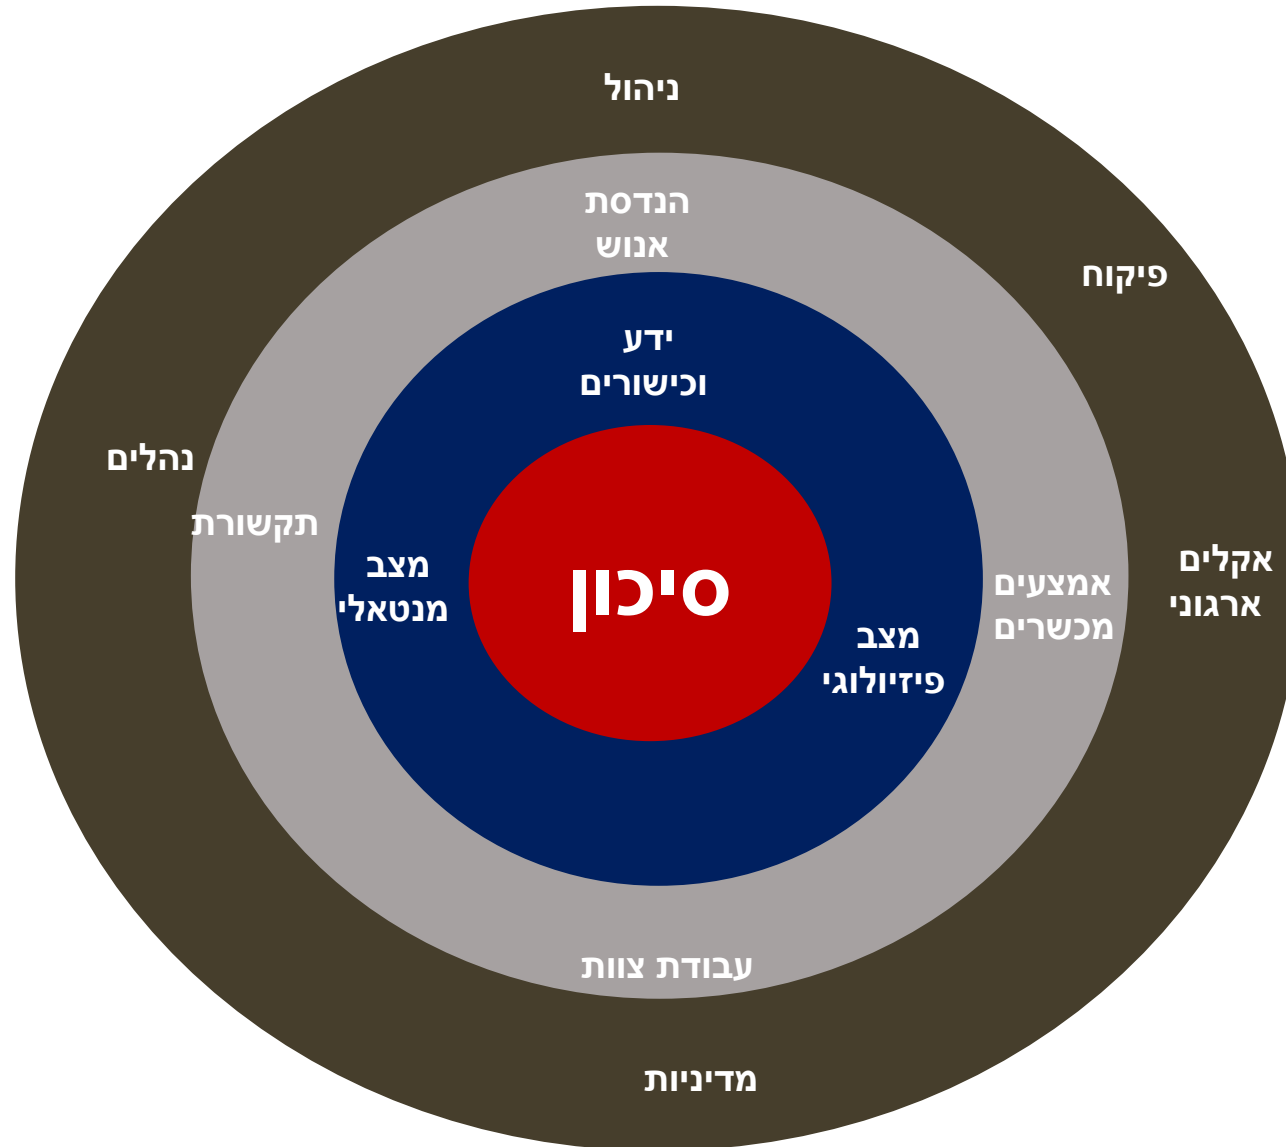 ניהול
הנדסת
אנוש
פיקוח
ידע
וכישורים
נהלים
תקשורת
מצב
מנטאלי
סיכון
אמצעים
מכשרים
אקלים
ארגוני
מצב
פיזיולוגי
עבודת צוות
מדיניות